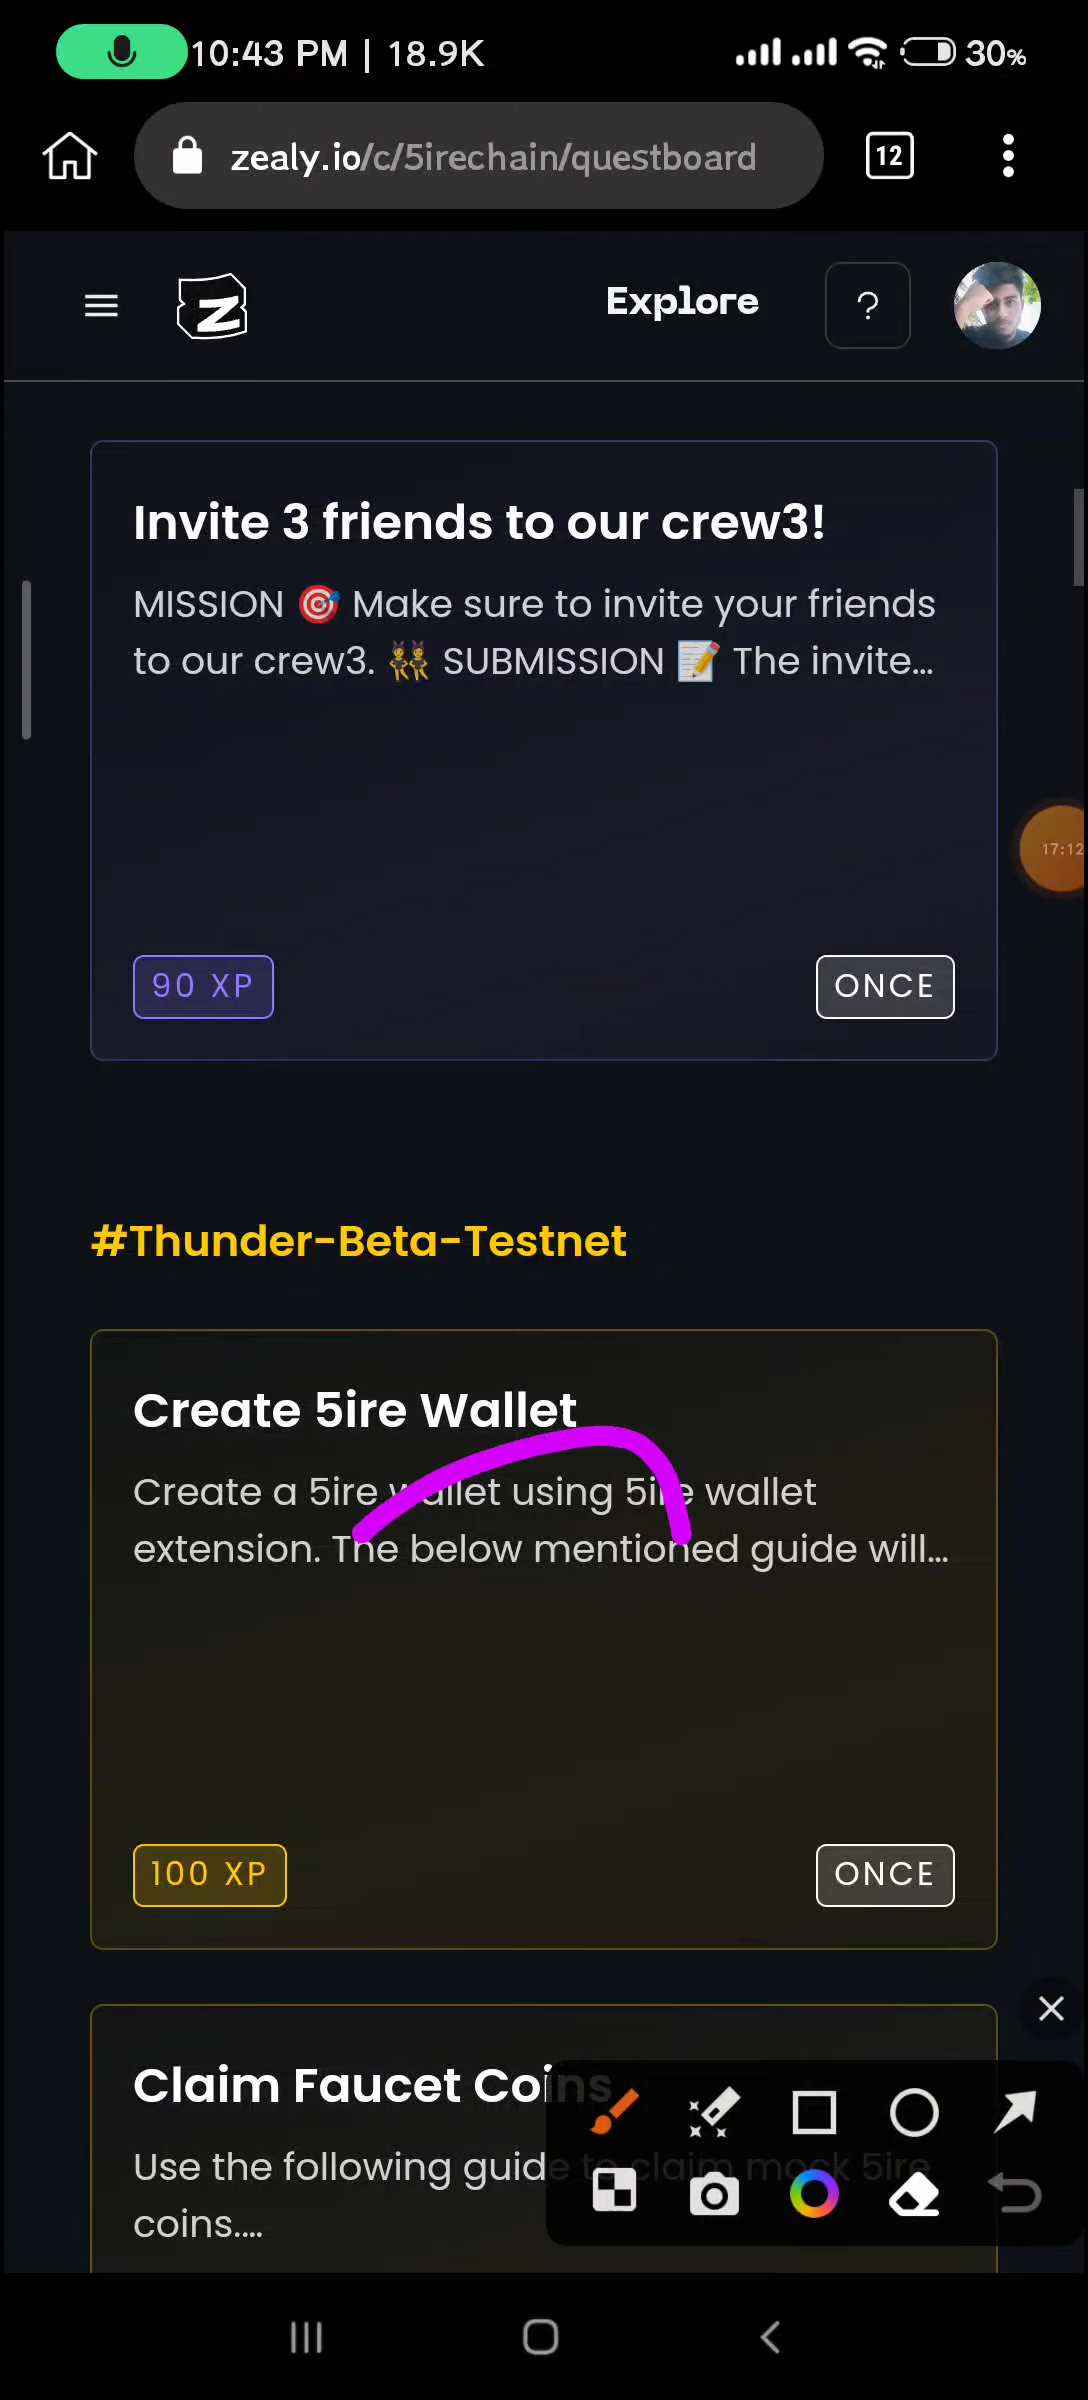 10:43 PM | 18.9K
30%
zealy.io/c/5irechain/questboard
12
Explore
?
Invite 3 friends to our crew3!
MISSION 🎯 Make sure to invite your friends
to our crew3. 👯 SUBMISSION 📝 The invite...
17:12
90 XP
ONCE
#Thunder-Beta-Testnet
Create 5ire Wallet
Create a 5ire wallet using 5ire wallet
extension. The below mentioned guide will...
100 XP
ONCE
Claim Faucet Coins
Use the following guide to claim mock 5ire
coins....